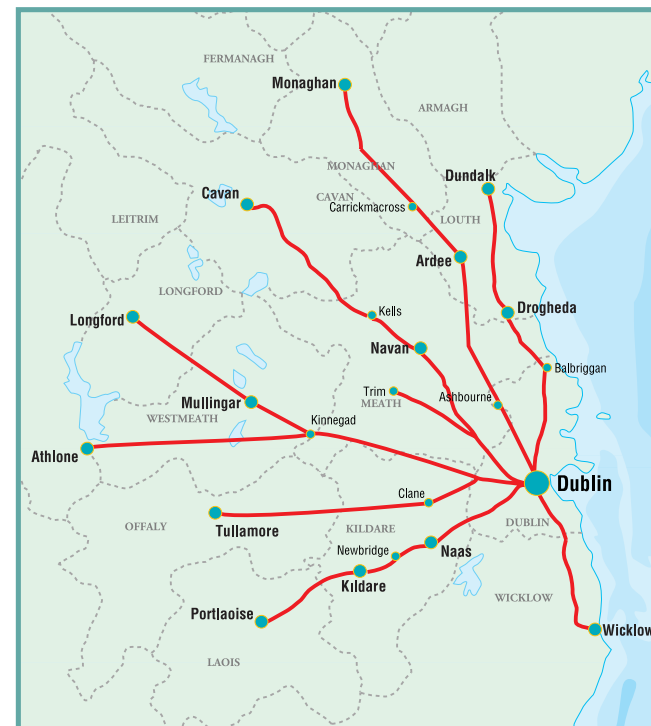 FERMANAGH
Monaghan
ARMAGH
MONAGHAN
Dundalk
Cavan
CAVAN
Carrickmacross
LEITRIM
LOUTH
Ardee
LONGFORD
Longford
Kells
Drogheda
Navan
Balbriggan
Trim
MEATH
Ashbourne
Mullingar
WESTMEATH
Kinnegad
Athlone
Dublin
Clane
OFFALY
Tullamore
KILDARE
DUBLIN
Newbridge
Naas
Kildare
WICKLOW
Portlaoise
Wicklow
LAOIS